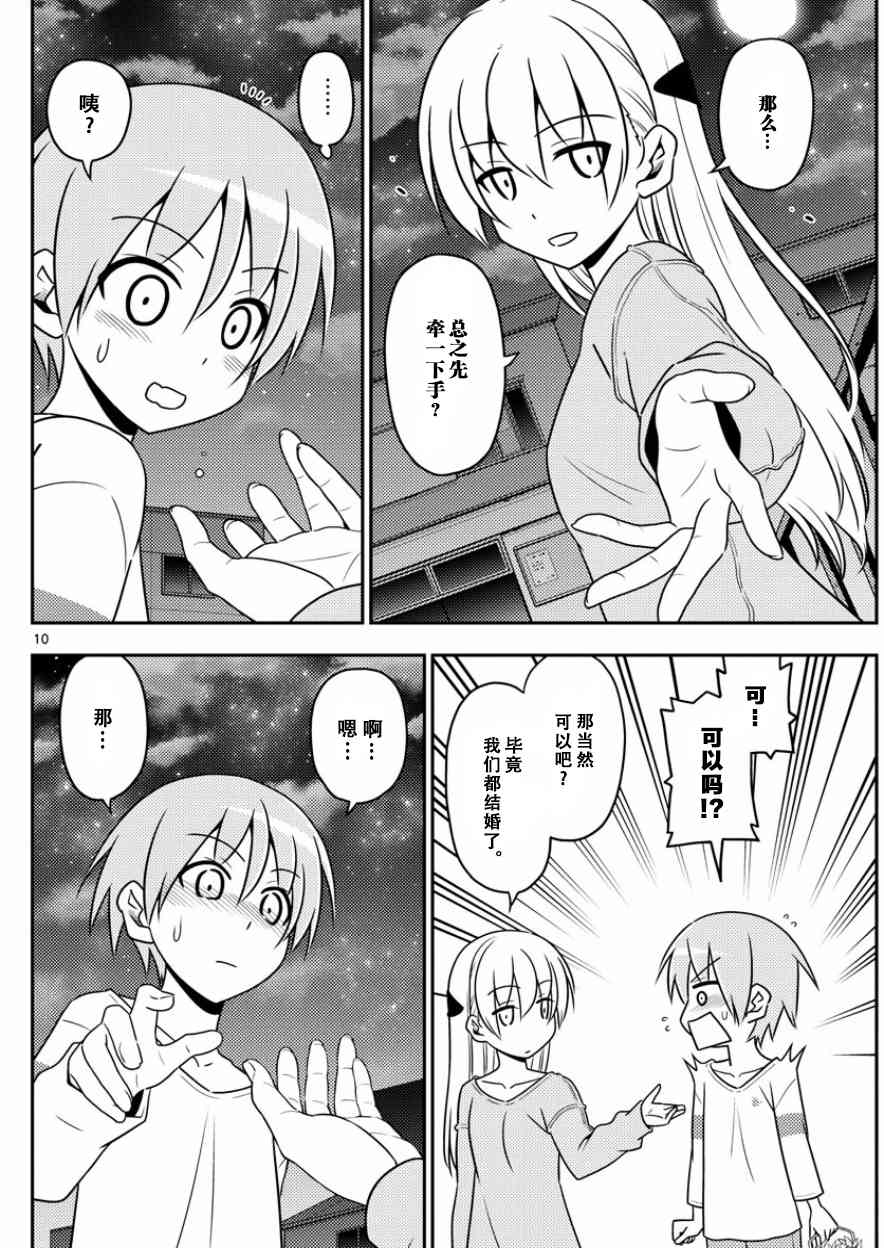 那么…
总之先
牵一下手？
……
咦？
可…
可以吗!?
那当然
可以吧？
毕竟
我们都结婚了。
啊…
嗯…
那…
10